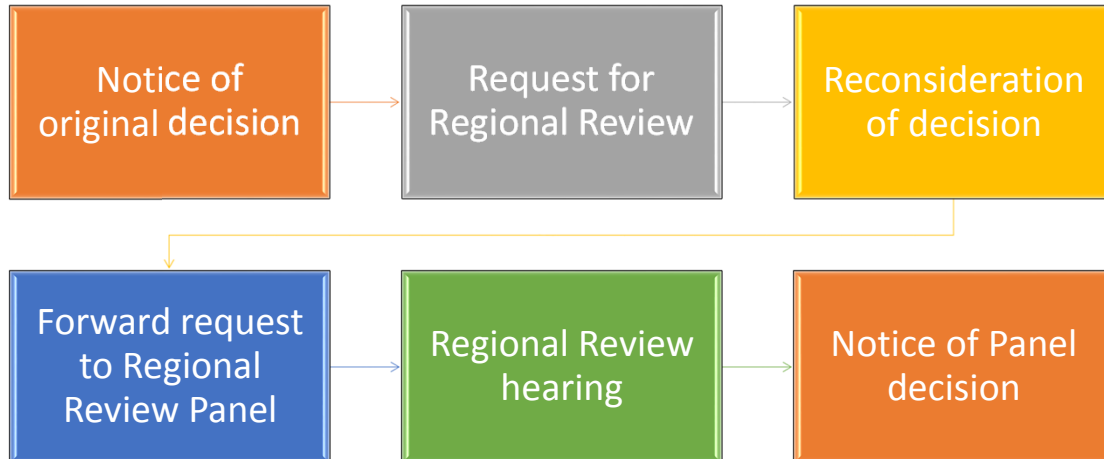 Notice of
original decision
Request for
Regional Review
Reconsideration
of decision
Forward request
to Regional
Review Panel
Regional Review
hearing
Notice of Panel
decision